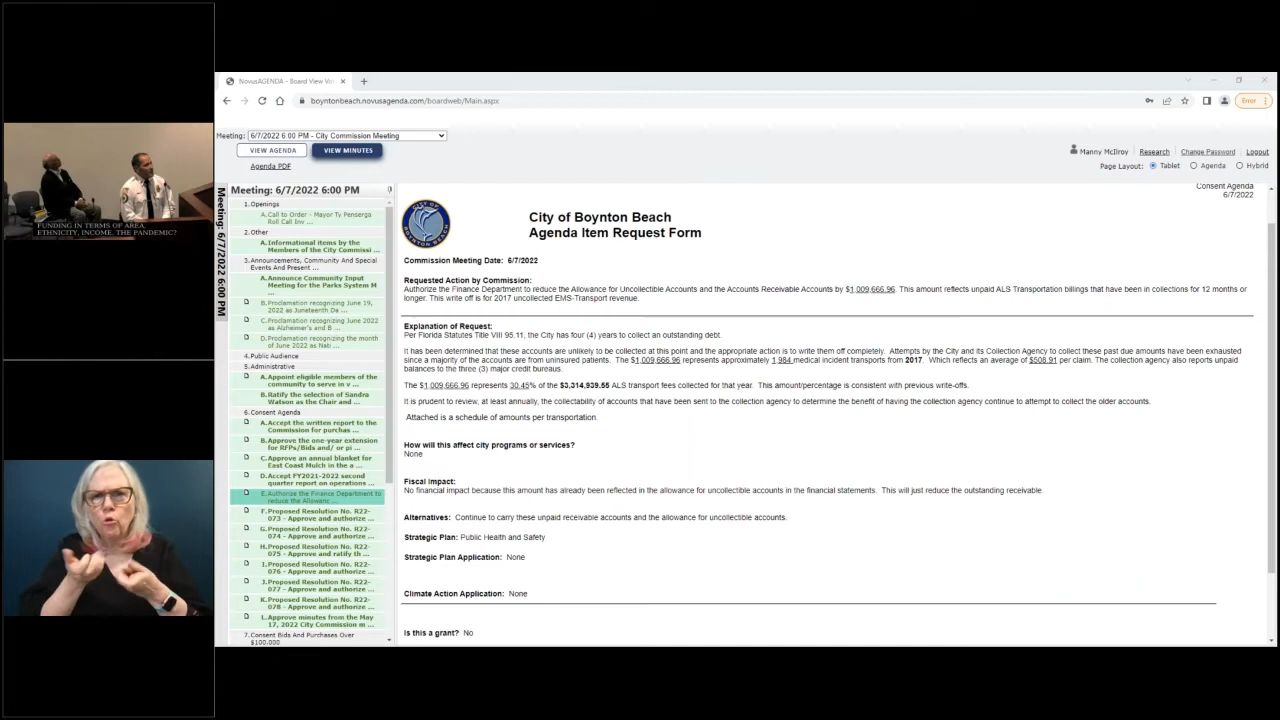 FUNDING IN TERMS OF AREA,
ETHNICITY, INCOME, THE PANDEMIC?
NovusAGENDA - Board View
boyntonbeach.novusagenda.com/boardweb/Main.aspx
Error
Meeting: 6/7/2022 6:00 PM - City Commission Meeting
VIEW AGENDA VIEW MINUTES
Agenda PDF
Manny McIlroy Research Change Password Logout
Page Layout: Tablet Agenda Hybrid
Meeting: 6/7/2022 6:00 PM
Meeting: 6/7/2022 6:00 PM
1.Openings
A.Call to Order - Mayor Ty Penserga
Roll Call Inv ...
2.Other
A.Informational items by the
Members of the City Commissi ...
3.Announcements, Community And Special
Events And Present ...
A.Announce Community Input
Meeting for the Parks System M
...
B.Proclamation recognizing June 19,
2022 as Juneteenth Da ...
C.Proclamation recognizing June 2022
as Alzheimer's and B ...
D.Proclamation recognizing the month
of June 2022 as Nat ...
4.Public Audience
5.Administrative
A.Appoint eligible members of the
community to serve in v ...
B.Ratify the selection of Sandra
Watson as the Chair and ...
6.Consent Agenda
A.Accept the written report to the
Commission for purchas ...
B.Approve the one-year extension
for RFPs/Bids and/ or pi ...
C.Approve an annual blanket for
East Coast Mulch in the a ...
D.Accept FY2021-2022 second
quarter report on operations ...
E.Authorize the Finance Department to
reduce the Allowanc ...
F.Proposed Resolution No. R22-
073 - Approve and authorize ...
G.Proposed Resolution No. R22-
074 - Approve and authorize ...
H.Proposed Resolution No. R22-
075 - Approve and ratify th ...
I.Proposed Resolution No. R22-
076 - Approve and authorize ...
J.Proposed Resolution No. R22-
077 - Approve and authorize ...
K.Proposed Resolution No. R22-
078 - Approve and authorize ...
L.Approve minutes from the May
17, 2022 City Commission m ...
7.Consent Bids And Purchases Over
$100,000
Consent Agenda
6/7/2022
CITY OF
BOYNTON BEACH
City of Boynton Beach
Agenda Item Request Form
Commission Meeting Date: 6/7/2022
Requested Action by Commission:
Authorize the Finance Department to reduce the Allowance for Uncollectible Accounts and the Accounts Receivable Accounts by $1,009,666.96. This amount reflects unpaid ALS Transportation billings that have been in collections for 12 months or
longer. This write off is for 2017 uncollected EMS-Transport revenue.
Explanation of Request:
Per Florida Statutes Title VIII 95.11, the City has four (4) years to collect an outstanding debt.
It has been determined that these accounts are unlikely to be collected at this point and the appropriate action is to write them off completely. Attempts by the City and its Collection Agency to collect these past due amounts have been exhausted
since a majority of the accounts are from uninsured patients. The $1,009,666.96 represents approximately 1,984 medical incident transports from 2017. Which reflects an average of $508.91 per claim. The collection agency also reports unpaid
balances to the three (3) major credit bureaus.
The $1,009,666.96 represents 30.45% of the $3,314,939.55 ALS transport fees collected for that year. This amount/percentage is consistent with previous write-offs.
It is prudent to review, at least annually, the collectability of accounts that have been sent to the collection agency to determine the benefit of having the collection agency continue to attempt to collect the older accounts.
Attached is a schedule of amounts per transportation.
How will this affect city programs or services?
None
Fiscal Impact:
No financial impact because this amount has already been reflected in the allowance for uncollectible accounts in the financial statements. This will just reduce the outstanding receivable.
Alternatives: Continue to carry these unpaid receivable accounts and the allowance for uncollectible accounts.
Strategic Plan: Public Health and Safety
Strategic Plan Application: None
Climate Action Application: None
Is this a grant? No